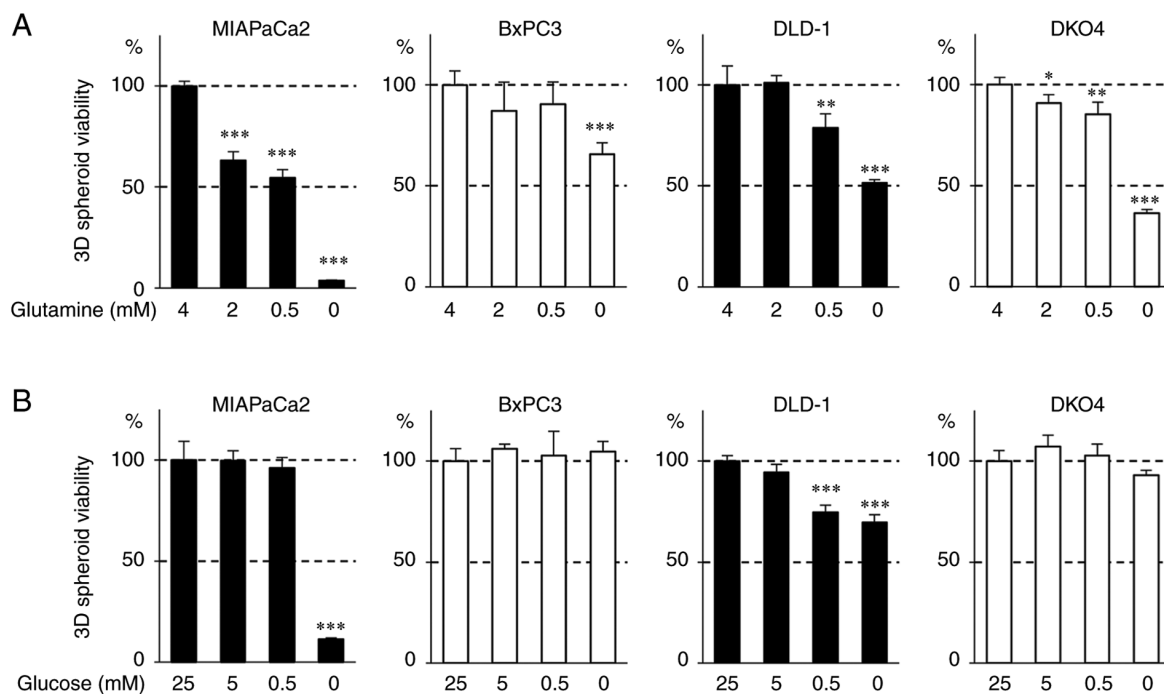 A
MIAPaCa2 BxPC3 DLD-1 DKO4
% % % %
3D spheroid viability
100 100 100 100
50 50 50 50
0 0 0 0
*** *** ***
***
** ***
* ** ***
Glutamine (mM) 4 2 0.5 0 4 2 0.5 0 4 2 0.5 0 4 2 0.5 0
B
MIAPaCa2 BxPC3 DLD-1 DKO4
% % % %
3D spheroid viability
100 100 100 100
50 50 50 50
0 0 0 0
***
*** ***
Glucose (mM) 25 5 0.5 0 25 5 0.5 0 25 5 0.5 0 25 5 0.5 0